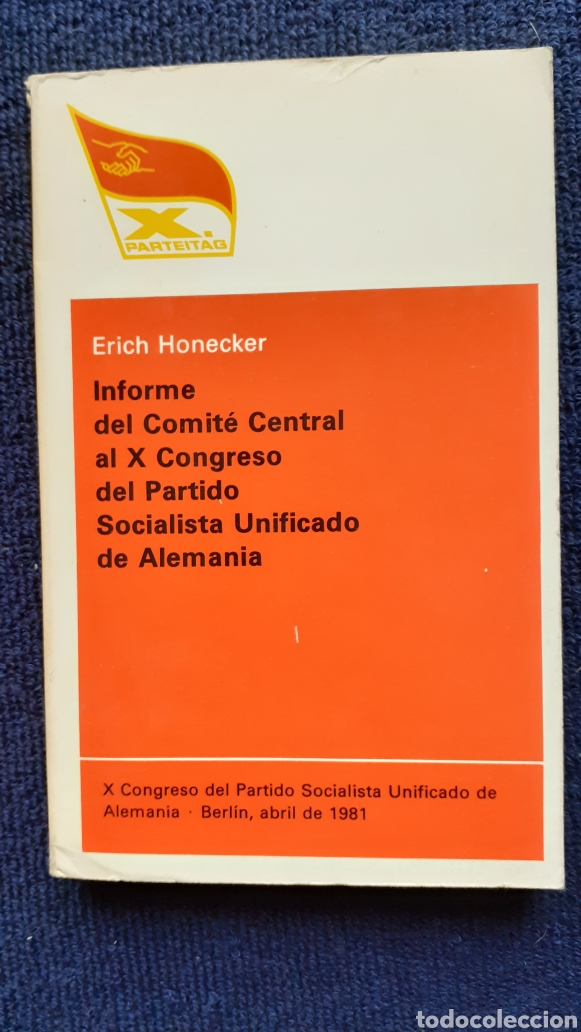 X.
PARTEITAG
Erich Honecker
Informe
del Comité Central
al X Congreso
del Partido
Socialista Unificado
de Alemania
X Congreso del Partido Socialista Unificado de
Alemania · Berlín, abril de 1981
todocoleccion